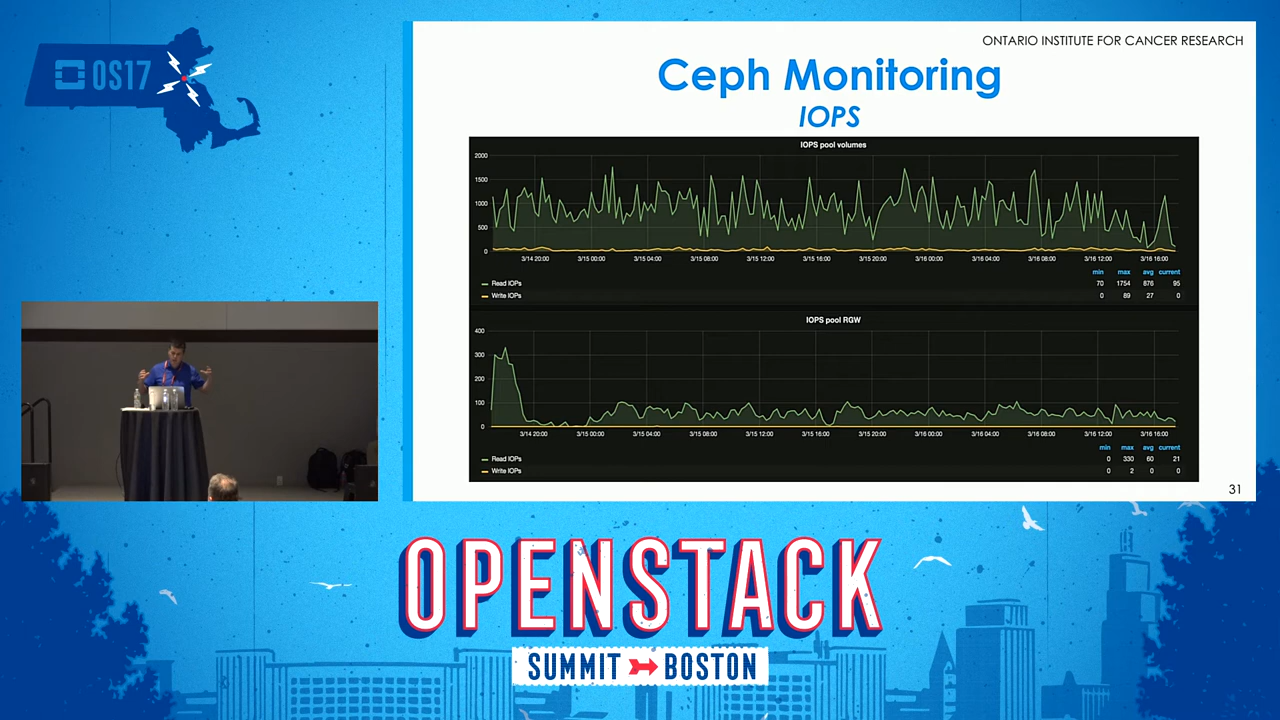 OS17
ONTARIO INSTITUTE FOR CANCER RESEARCH
Ceph Monitoring
IOPS
IOPS pool volumes
2000
1500
1000
500
0
3/14 20:00 3/15 00:00 3/15 04:00 3/15 08:00 3/15 12:00 3/15 16:00 3/15 20:00 3/16 00:00 3/16 04:00 3/16 08:00 3/16 12:00 3/16 16:00
min max avg current
Read IOPs 70 1754 876 95
Write IOPs 0 89 27 0
IOPS pool RGW
400
300
200
100
0
3/14 20:00 3/15 00:00 3/15 04:00 3/15 08:00 3/15 12:00 3/15 16:00 3/15 20:00 3/16 00:00 3/16 04:00 3/16 08:00 3/16 12:00 3/16 16:00
min max avg current
Read IOPs 0 330 60 21
Write IOPs 0 2 0 0
31
OPENSTACK
SUMMIT BOSTON